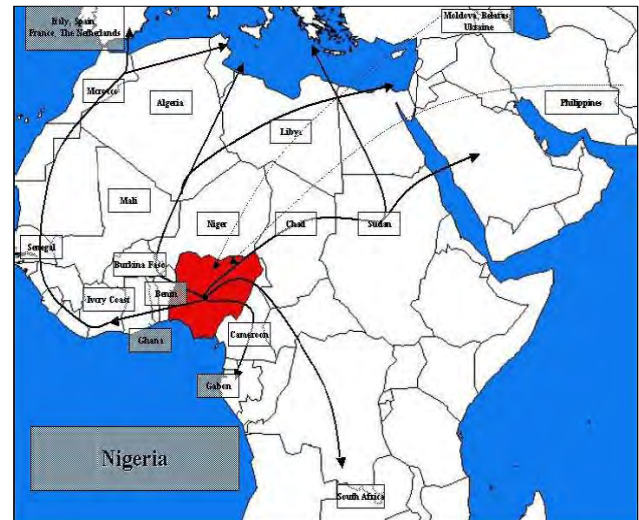 Italy, Spain,
France, The Netherlands
Moldova, Belarus,
Ukraine
Morocco
Algeria
Philippines
Libya
Mali
Niger
Chad
Sudan
Senegal
Burkina Faso
Ivory Coast
Benin
Ghana
Cameroon
Gabon
Nigeria
South Africa